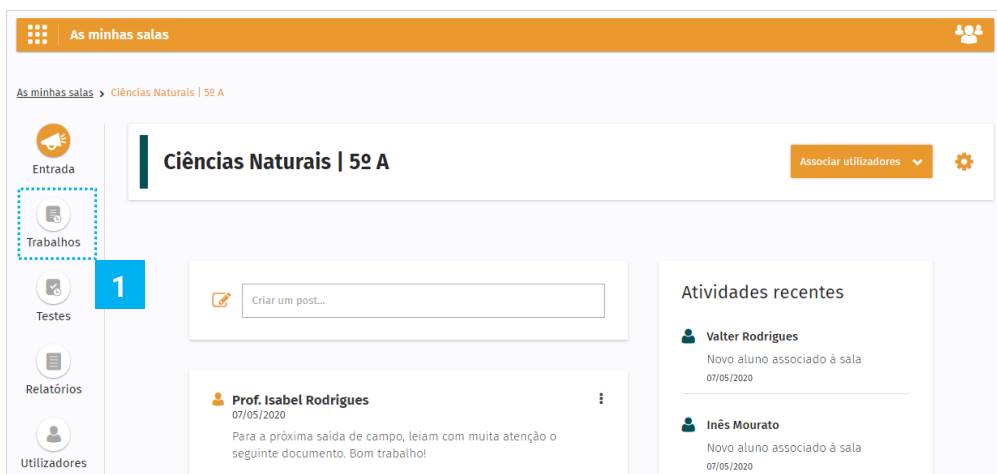 As minhas salas
As minhas salas › Ciências Naturais | 5º A
Entrada
Trabalhos
1
Testes
Relatórios
Utilizadores
Ciências Naturais | 5º A
Associar utilizadores
Criar um post...
Prof. Isabel Rodrigues
07/05/2020
Para a próxima saída de campo, leiam com muita atenção o
seguinte documento. Bom trabalho!
Atividades recentes
Valter Rodrigues
Novo aluno associado à sala
07/05/2020
Inês Mourato
Novo aluno associado à sala
07/05/2020